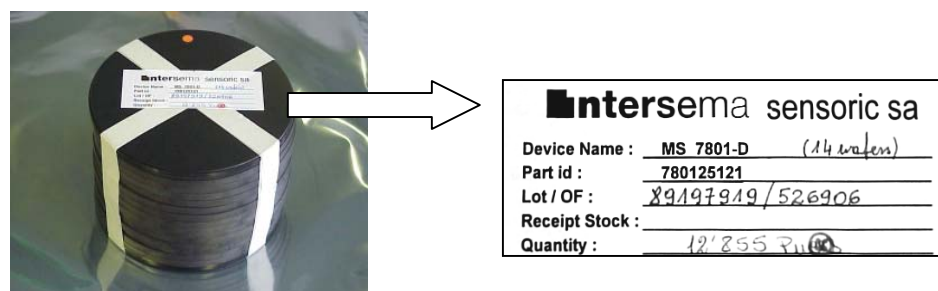 intersema sensoric sa
Device Name : MS 7801-D (14 wafers)
Part id : 780125121
Lot / OF : 89197919/526906
Receipt Stock :
Quantity : 12'855